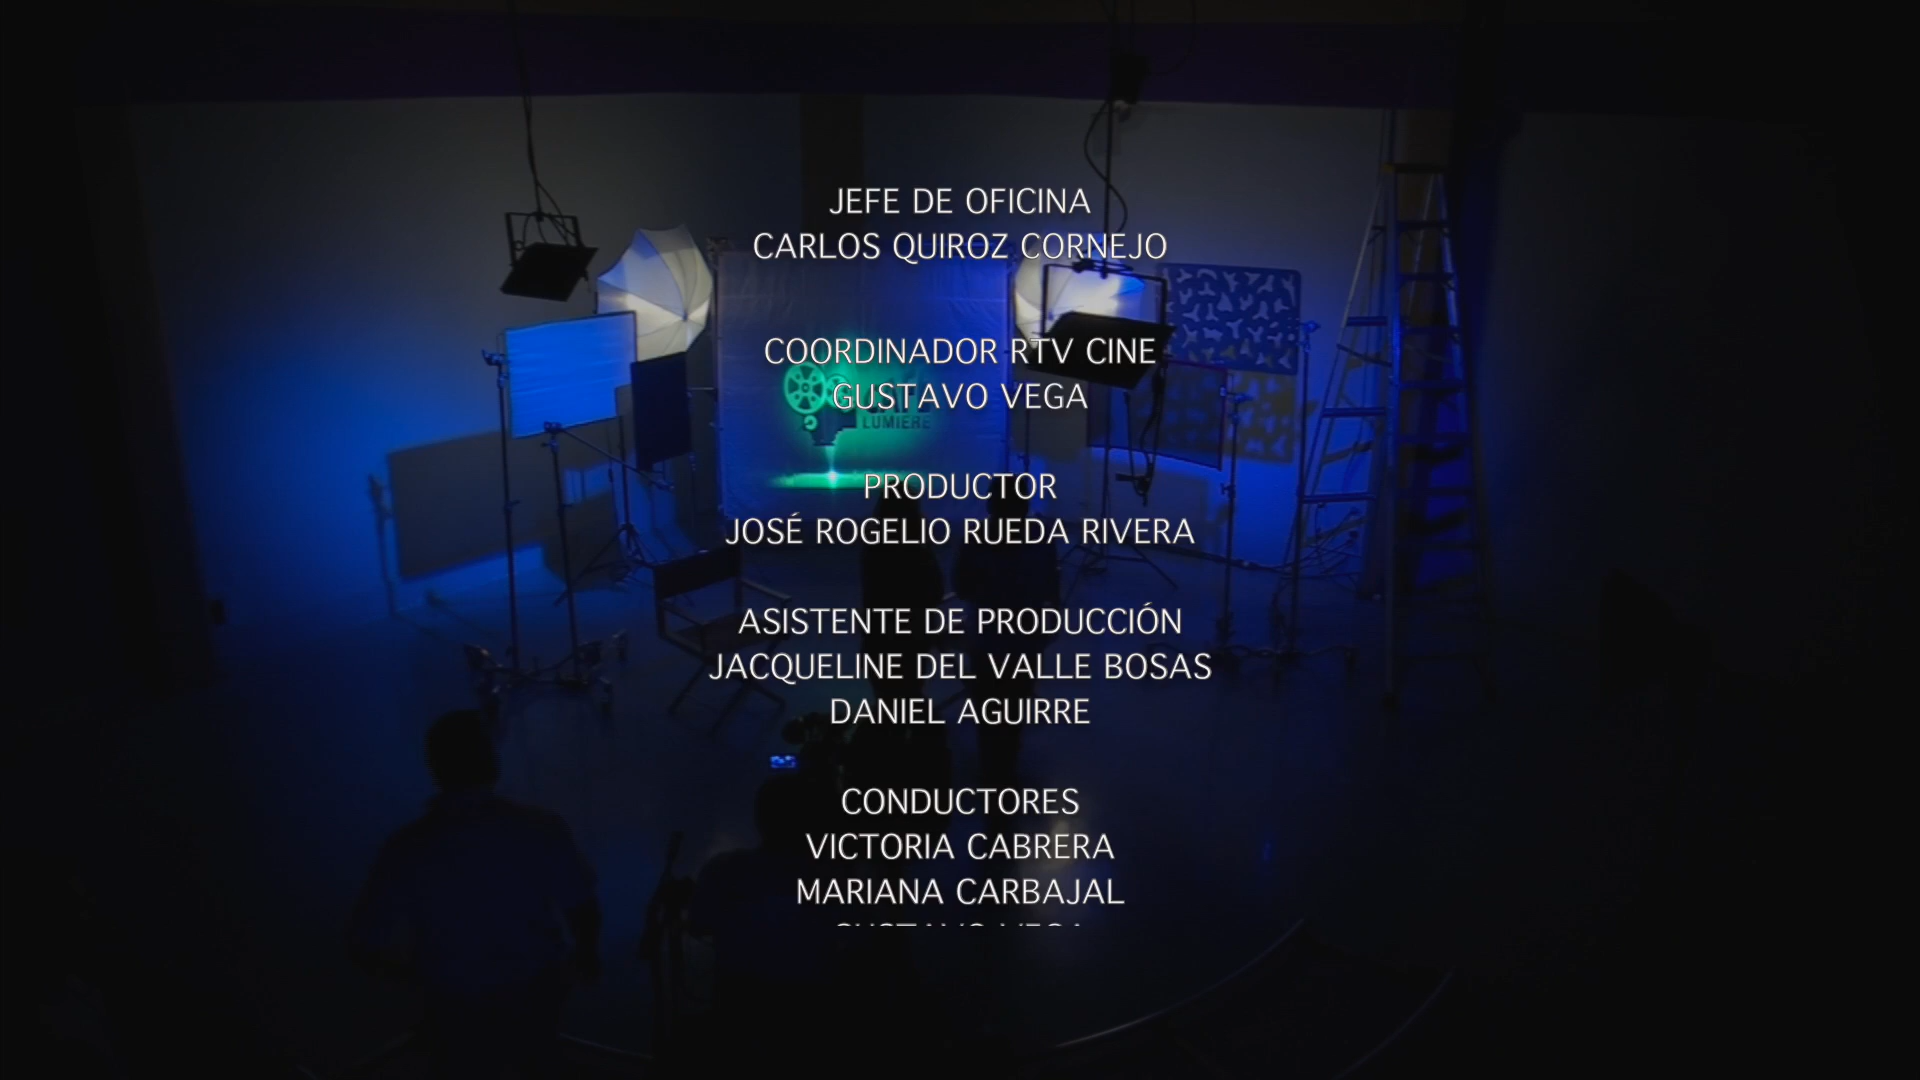 JEFE DE OFICINA
CARLOS QUIROZ CORNEJO
COORDINADOR RTV CINE
GUSTAVO VEGA
LUMIERE
PRODUCTOR
JOSÉ ROGELIO RUEDA RIVERA
ASISTENTE DE PRODUCCIÓN
JACQUELINE DEL VALLE BOSAS
DANIEL AGUIRRE
CONDUCTORES
VICTORIA CABRERA
MARIANA CARBAJAL